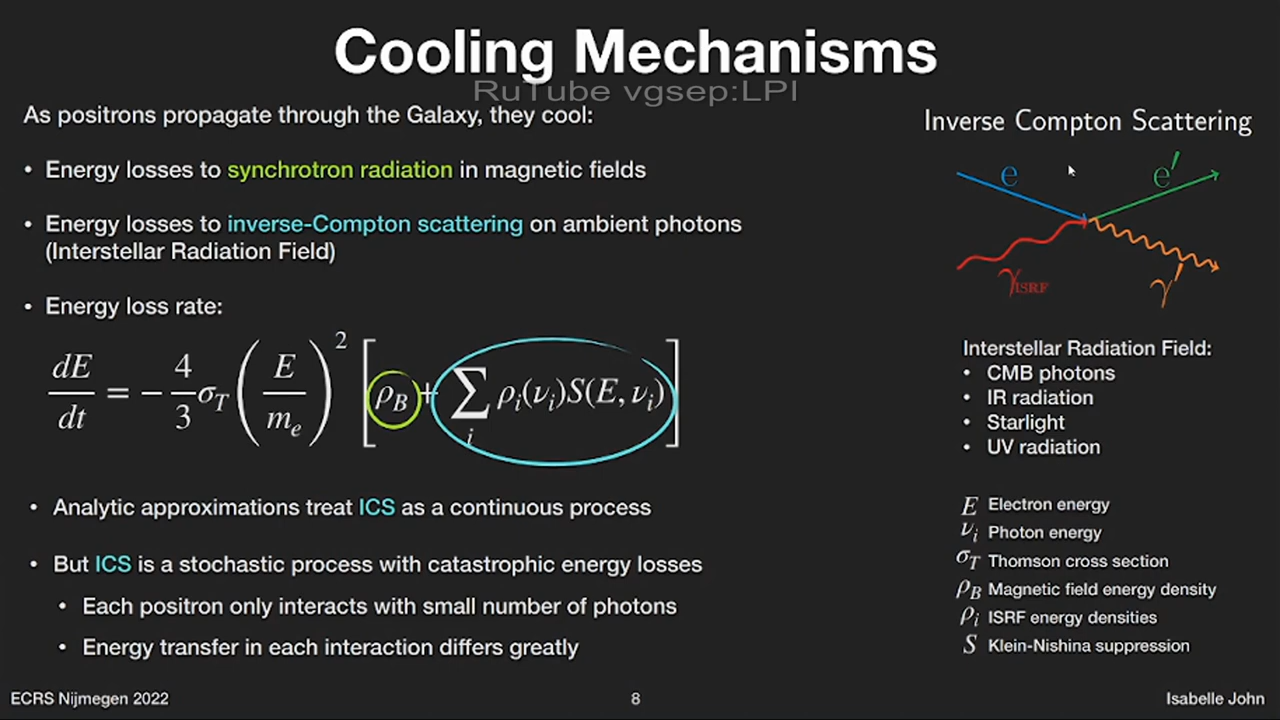 Cooling Mechanisms
RuTube vgsep:LPI
As positrons propagate through the Galaxy, they cool:
• Energy losses to synchrotron radiation in magnetic fields
• Energy losses to inverse-Compton scattering on ambient photons
(Interstellar Radiation Field)
• Energy loss rate:
dE/dt = −4/3 σ_T (E/m_e)² [ρ_B + ∑_i ρ_i(ν_i)S(E, ν_i)]
• Analytic approximations treat ICS as a continuous process
• But ICS is a stochastic process with catastrophic energy losses
• Each positron only interacts with small number of photons
• Energy transfer in each interaction differs greatly
Inverse Compton Scattering
e e′
γ_ISRF γ′
Interstellar Radiation Field:
• CMB photons
• IR radiation
• Starlight
• UV radiation
E Electron energy
ν_i Photon energy
σ_T Thomson cross section
ρ_B Magnetic field energy density
ρ_i ISRF energy densities
S Klein-Nishina suppression
ECRS Nijmegen 2022
8
Isabelle John